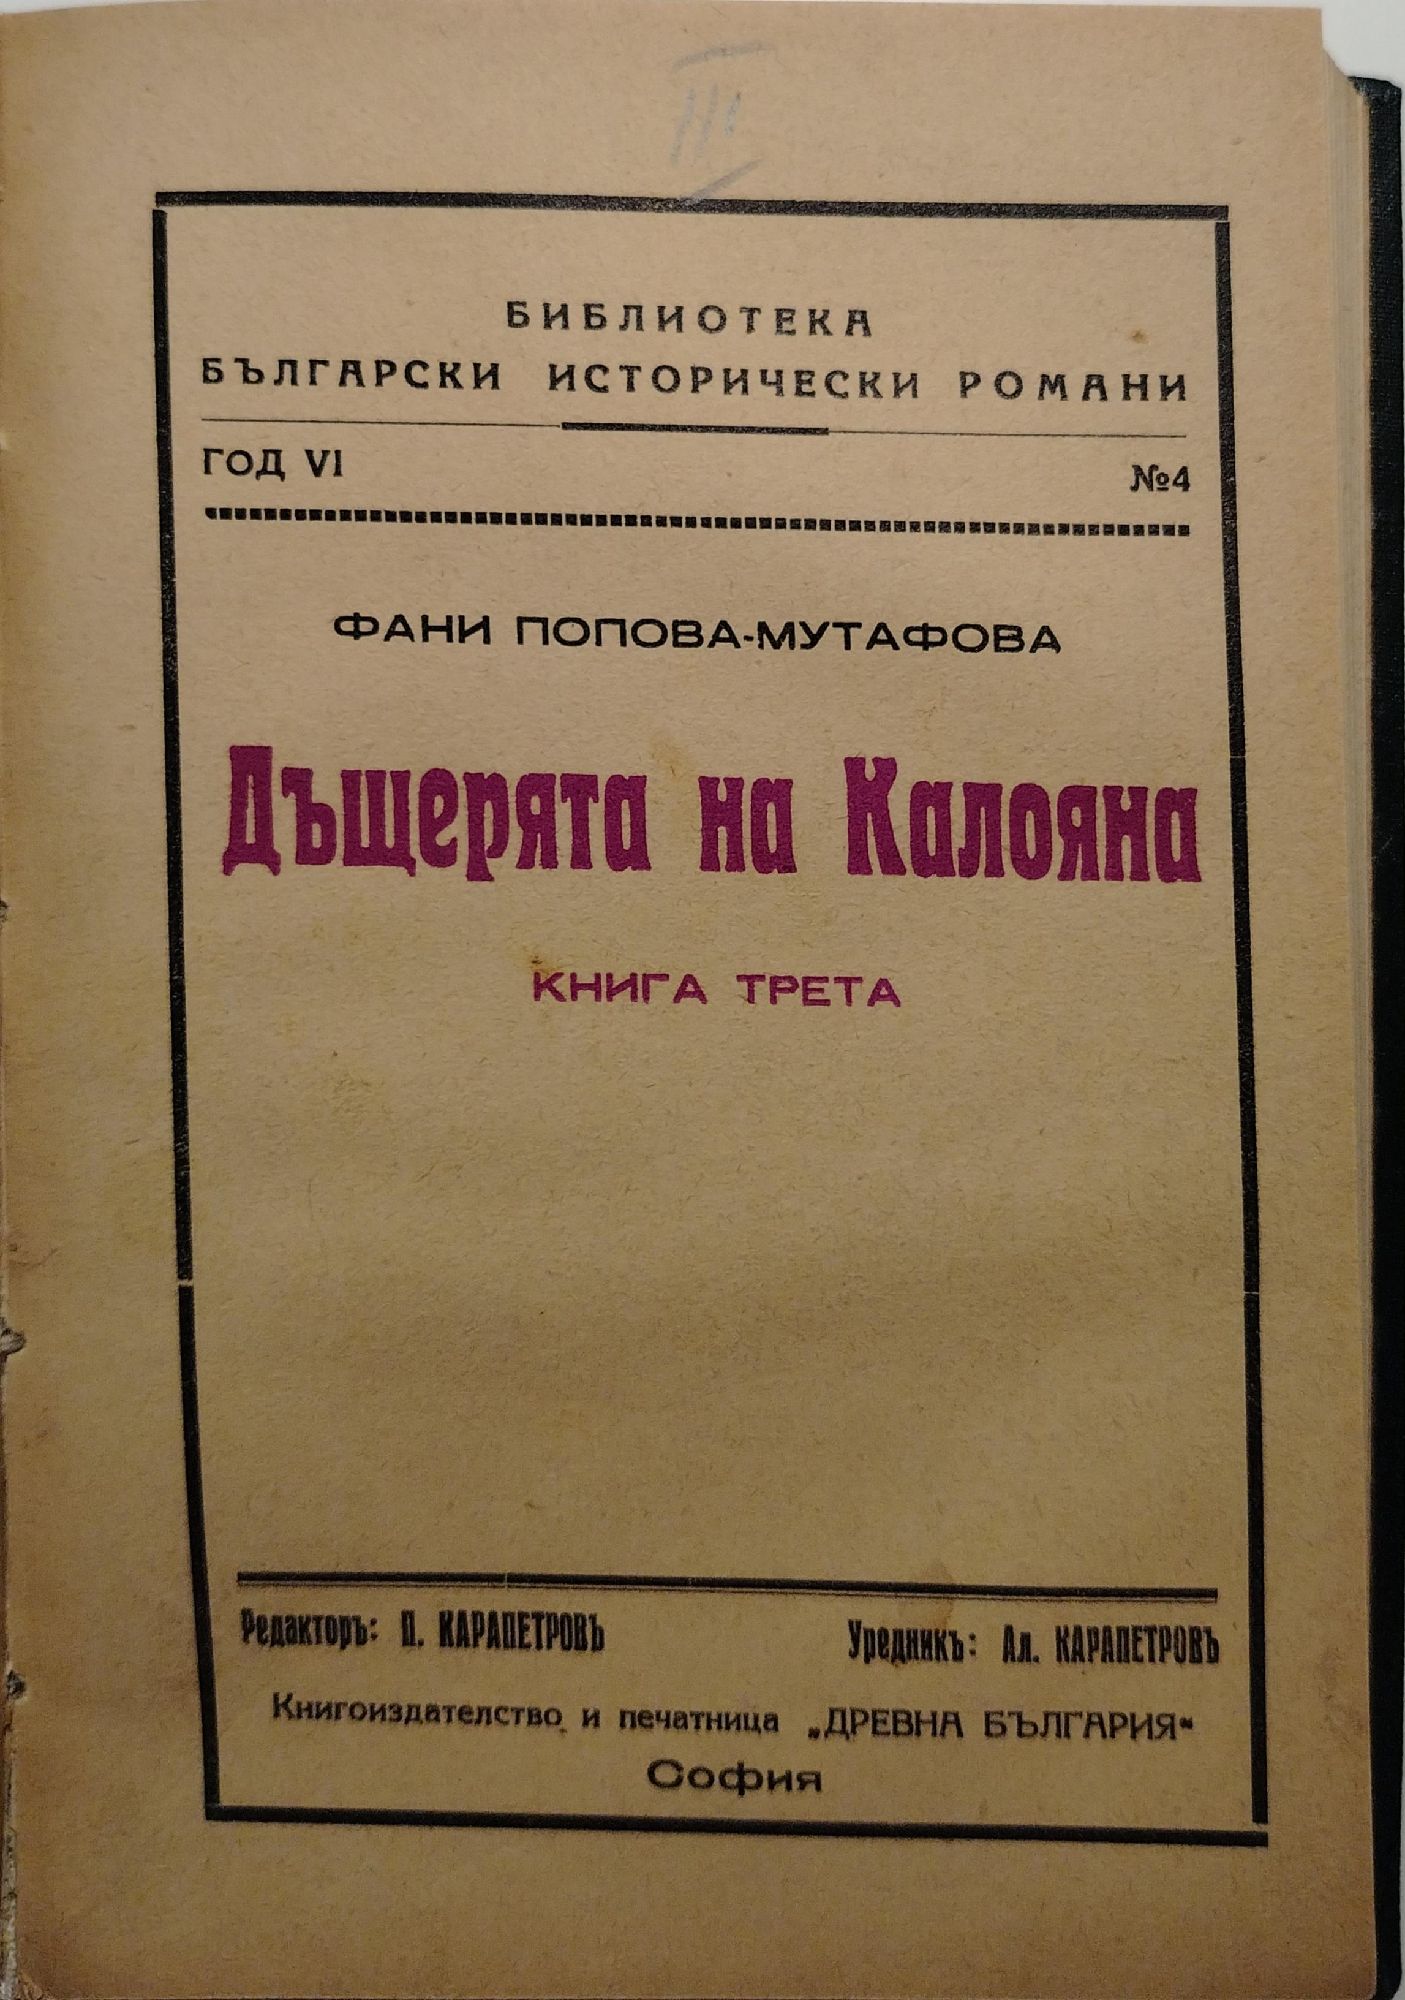 III
БИБЛИОТЕКА
БЪЛГАРСКИ ИСТОРИЧЕСКИ РОМАНИ
ГОД VI №4
ФАНИ ПОПОВА-МУТАФОВА
Дъщерята на Калояна
КНИГА ТРЕТА
Редакторъ: П. КАРАПЕТРОВЪ Уредникъ: Ал. КАРАПЕТРОВЪ
Книгоиздателство и печатница „ДРЕВНА БЪЛГАРИЯ“
София